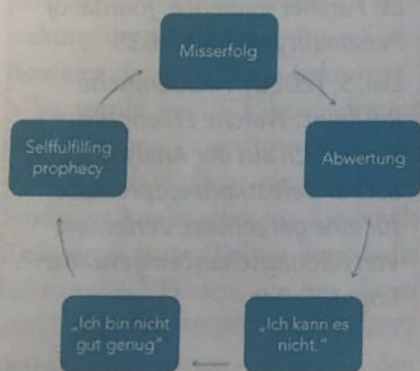 Misserfolg
Selffulfilling
prophecy
Abwertung
„Ich bin nicht
gut genug“
„Ich kann es
nicht.“